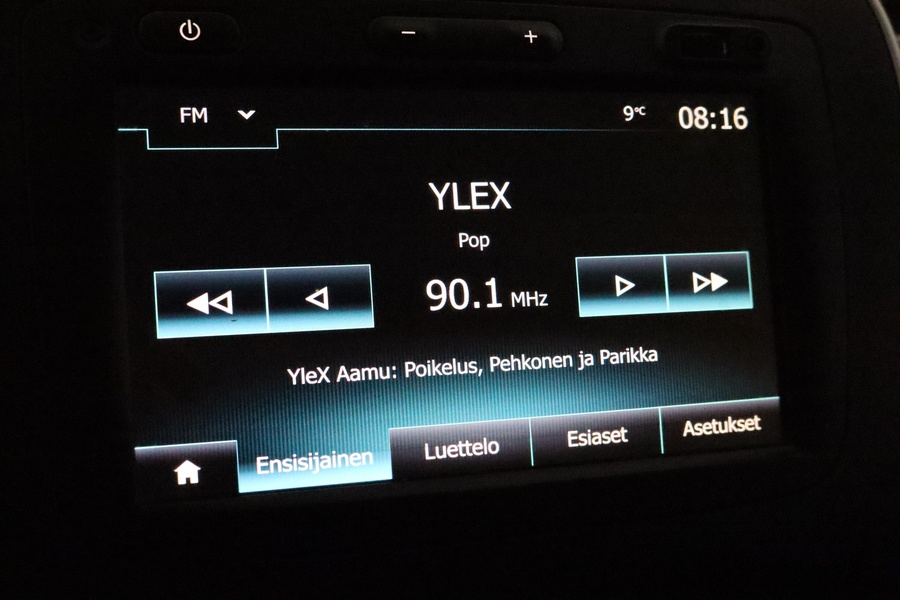 FM 9°C 08:16
YLEX
Pop
90.1 MHz
YleX Aamu: Poikelus, Pehkonen ja Parikka
Ensisijainen Luettelo Esiaset Asetukset